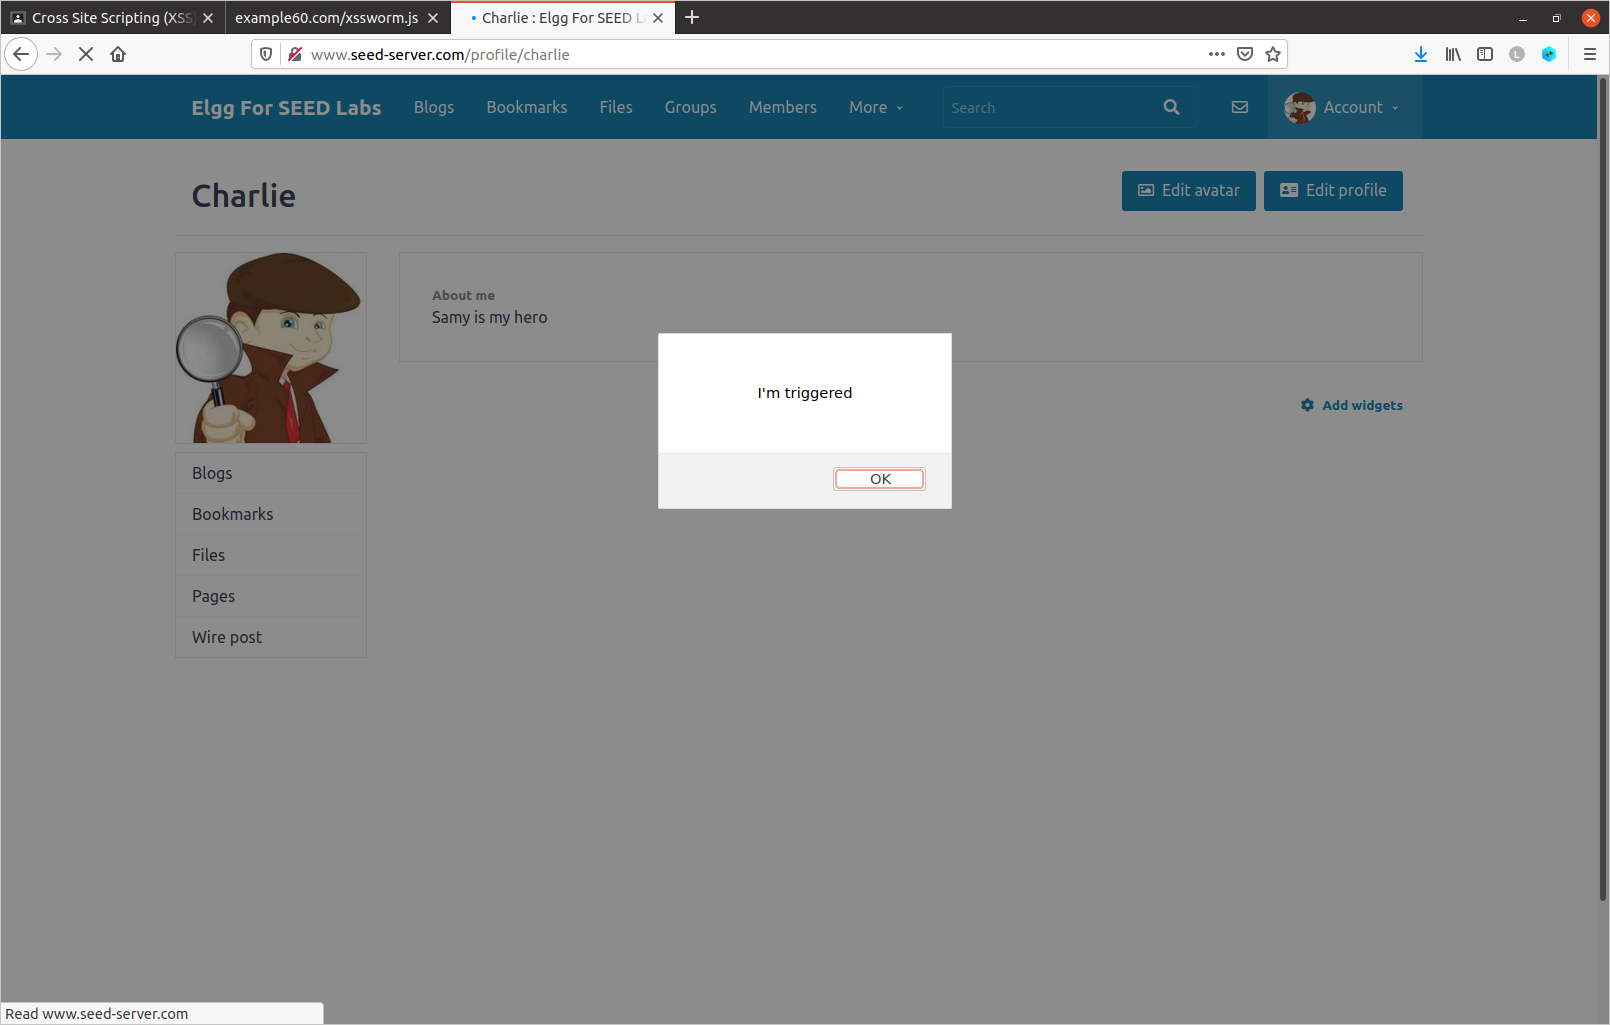 Cross Site Scripting (XSS)
example60.com/xssworm.js
Charlie : Elgg For SEED L
www.seed-server.com/profile/charlie
L
Elgg For SEED Labs Blogs Bookmarks Files Groups Members More Search Account
Charlie
Edit avatar Edit profile
About me
Samy is my hero
I'm triggered
OK
Add widgets
Blogs
Bookmarks
Files
Pages
Wire post
Read www.seed-server.com